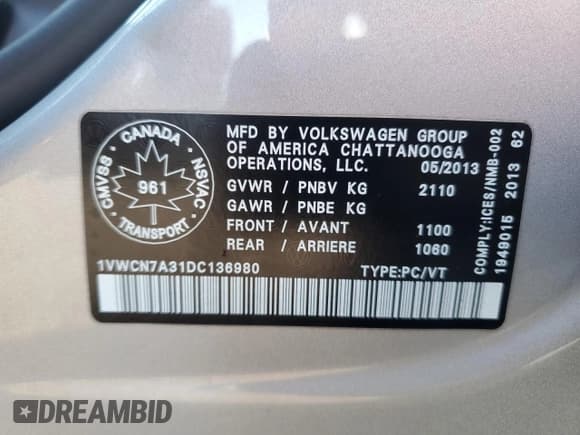 CANADA
CMVSS
NSVAC
961
TRANSPORT
MFD BY VOLKSWAGEN GROUP
OF AMERICA CHATTANOOGA
OPERATIONS, LLC. 05/2013
GVWR / PNBV KG 2110
GAWR / PNBE KG
FRONT / AVANT 1100
REAR / ARRIERE 1060
1VWCN7A31DC136980 TYPE:PC/VT
COMPLY:ICES/NMB-002
1949015 2013 62
DREAMBID